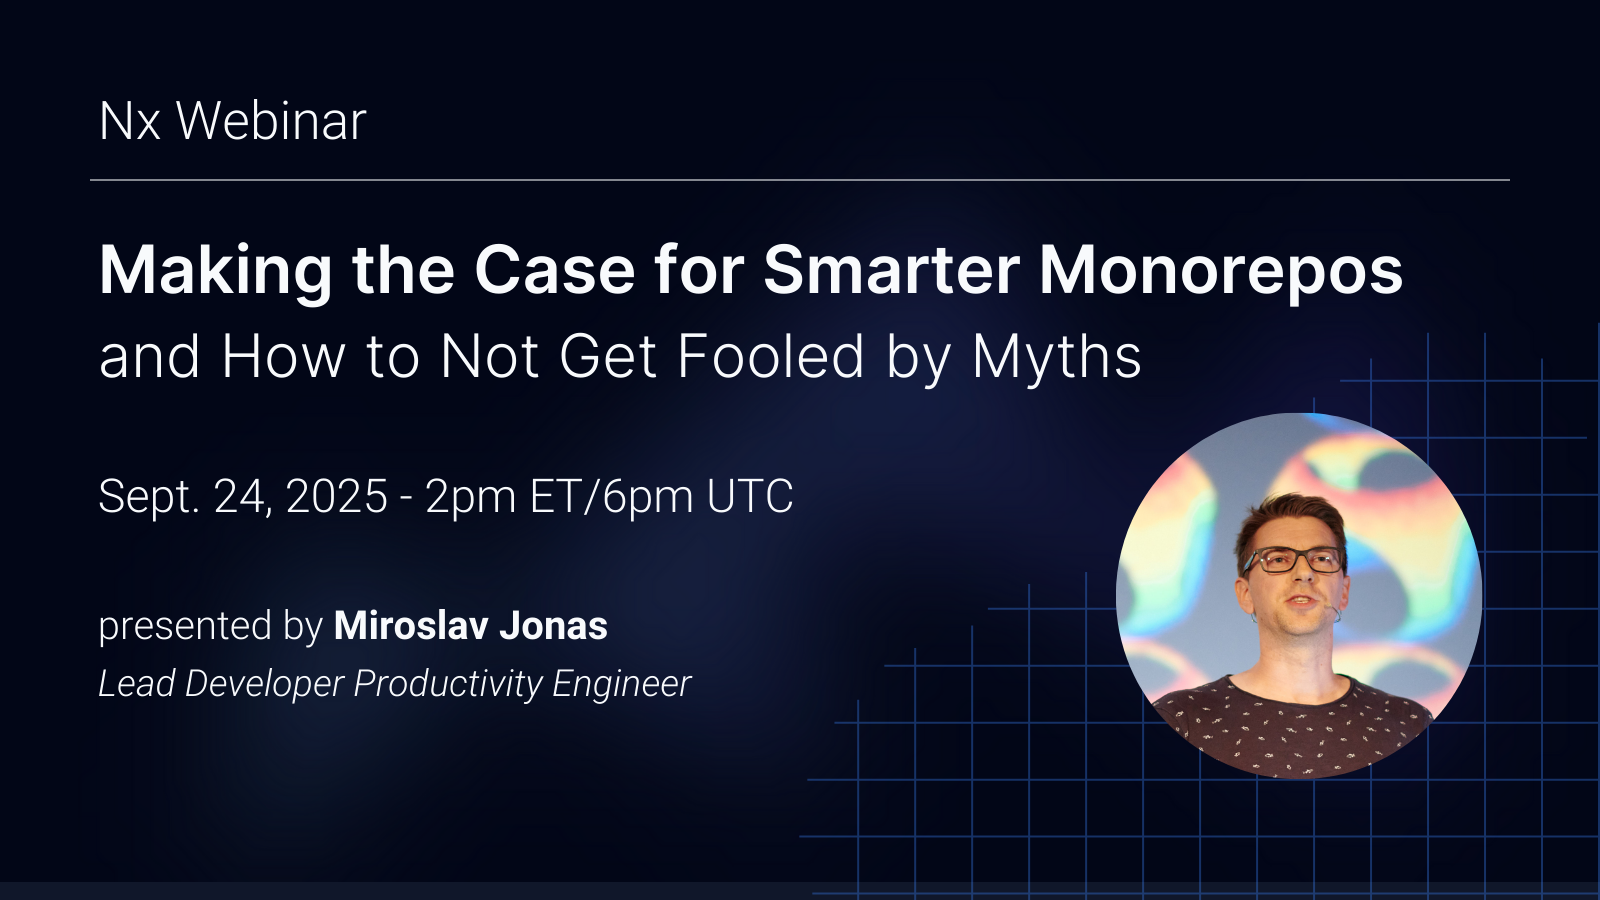 Nx Webinar
Making the Case for Smarter Monorepos
and How to Not Get Fooled by Myths
Sept. 24, 2025 - 2pm ET/6pm UTC
presented by Miroslav Jonas
Lead Developer Productivity Engineer